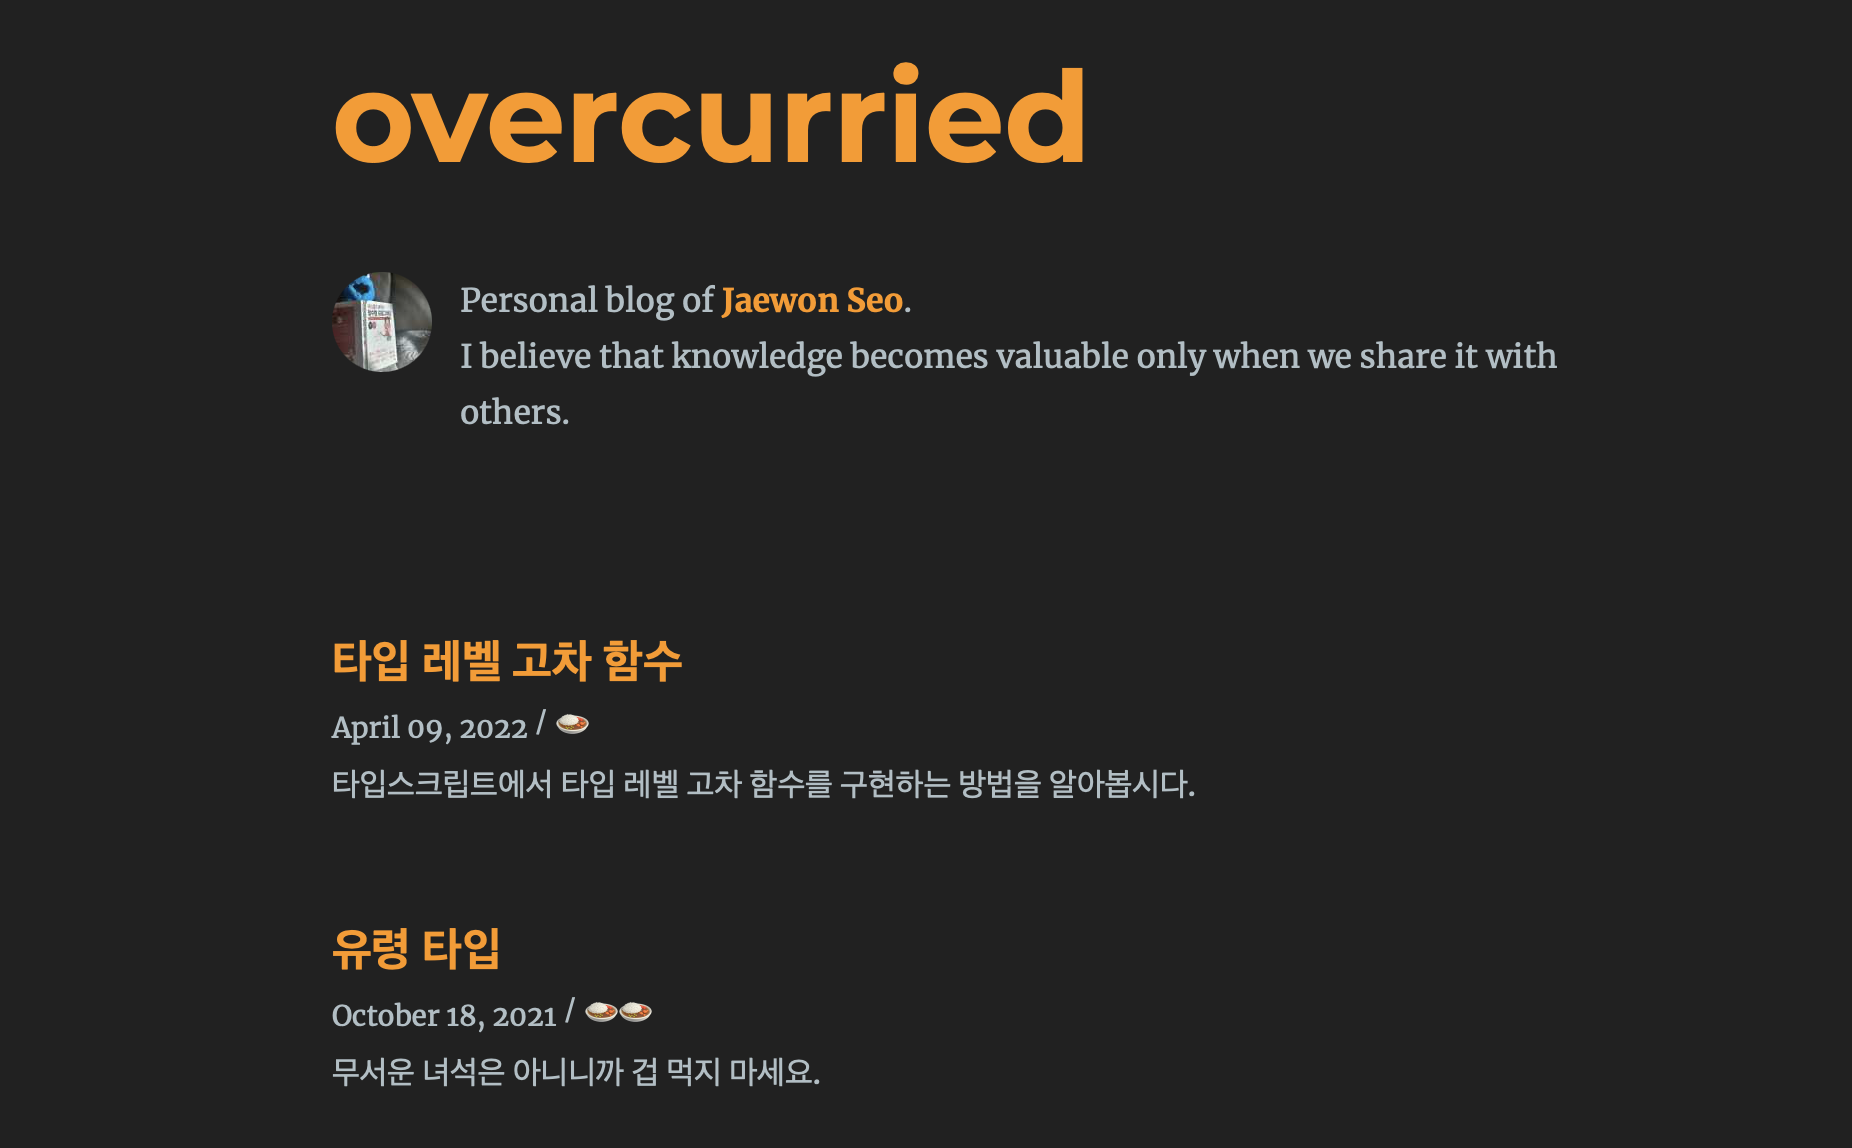 overcurried
Personal blog of Jaewon Seo.
I believe that knowledge becomes valuable only when we share it with
others.
타입 레벨 고차 함수
April 09, 2022 / 🍛
타입스크립트에서 타입 레벨 고차 함수를 구현하는 방법을 알아봅시다.
유령 타입
October 18, 2021 / 🍛🍛
무서운 녀석은 아니니까 겁 먹지 마세요.